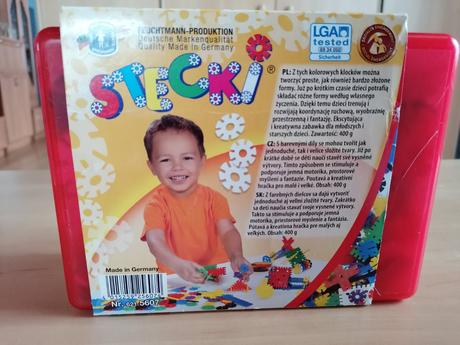 FEUCHTMANN-PRODUKTION
Deutsche Markenqualität
Quality Made in Germany
LGA
tested
Sicherheit
STECKI®
PL: Z tych kolorowych klocków można
tworzyć proste, jak również bardzo złożone
formy. Już po krótkim czasie dzieci potrafią
składać różne formy według własnego
życzenia. Dzięki temu dzieci trenują i
rozwijają koordynację ruchową, wyobraźnię
przestrzenną i fantazję. Ekscytująca
i kreatywna zabawka dla młodszych i
starszych dzieci. Zawartość: 400 g
CZ: S barevnými díly se mohou tvořit jak
jednoduché, tak i velice složité tvary. Již po
krátké době se děti naučí stavět své vysněné
výtvory. Tímto způsobem se stimuluje a
podporuje jemná motorika, prostorové
myšlení a fantazie. Poutavá a kreativní
hračka pro malé i velké. Obsah: 400 g
SK: Z farebných dielcov sa dajú vytvoriť
jednoduché aj veľmi zložité tvary. Zakrátko
sa deti naučia stavať svoje vysnené výtvory.
Takto sa stimuluje a podporuje jemná
motorika, priestorové myslenie a fantázia.
Pútavá a kreatívna hračka pre malých aj
veľkých. Obsah: 400 g
Made in Germany
Nr. 621.5607
LGA
tested